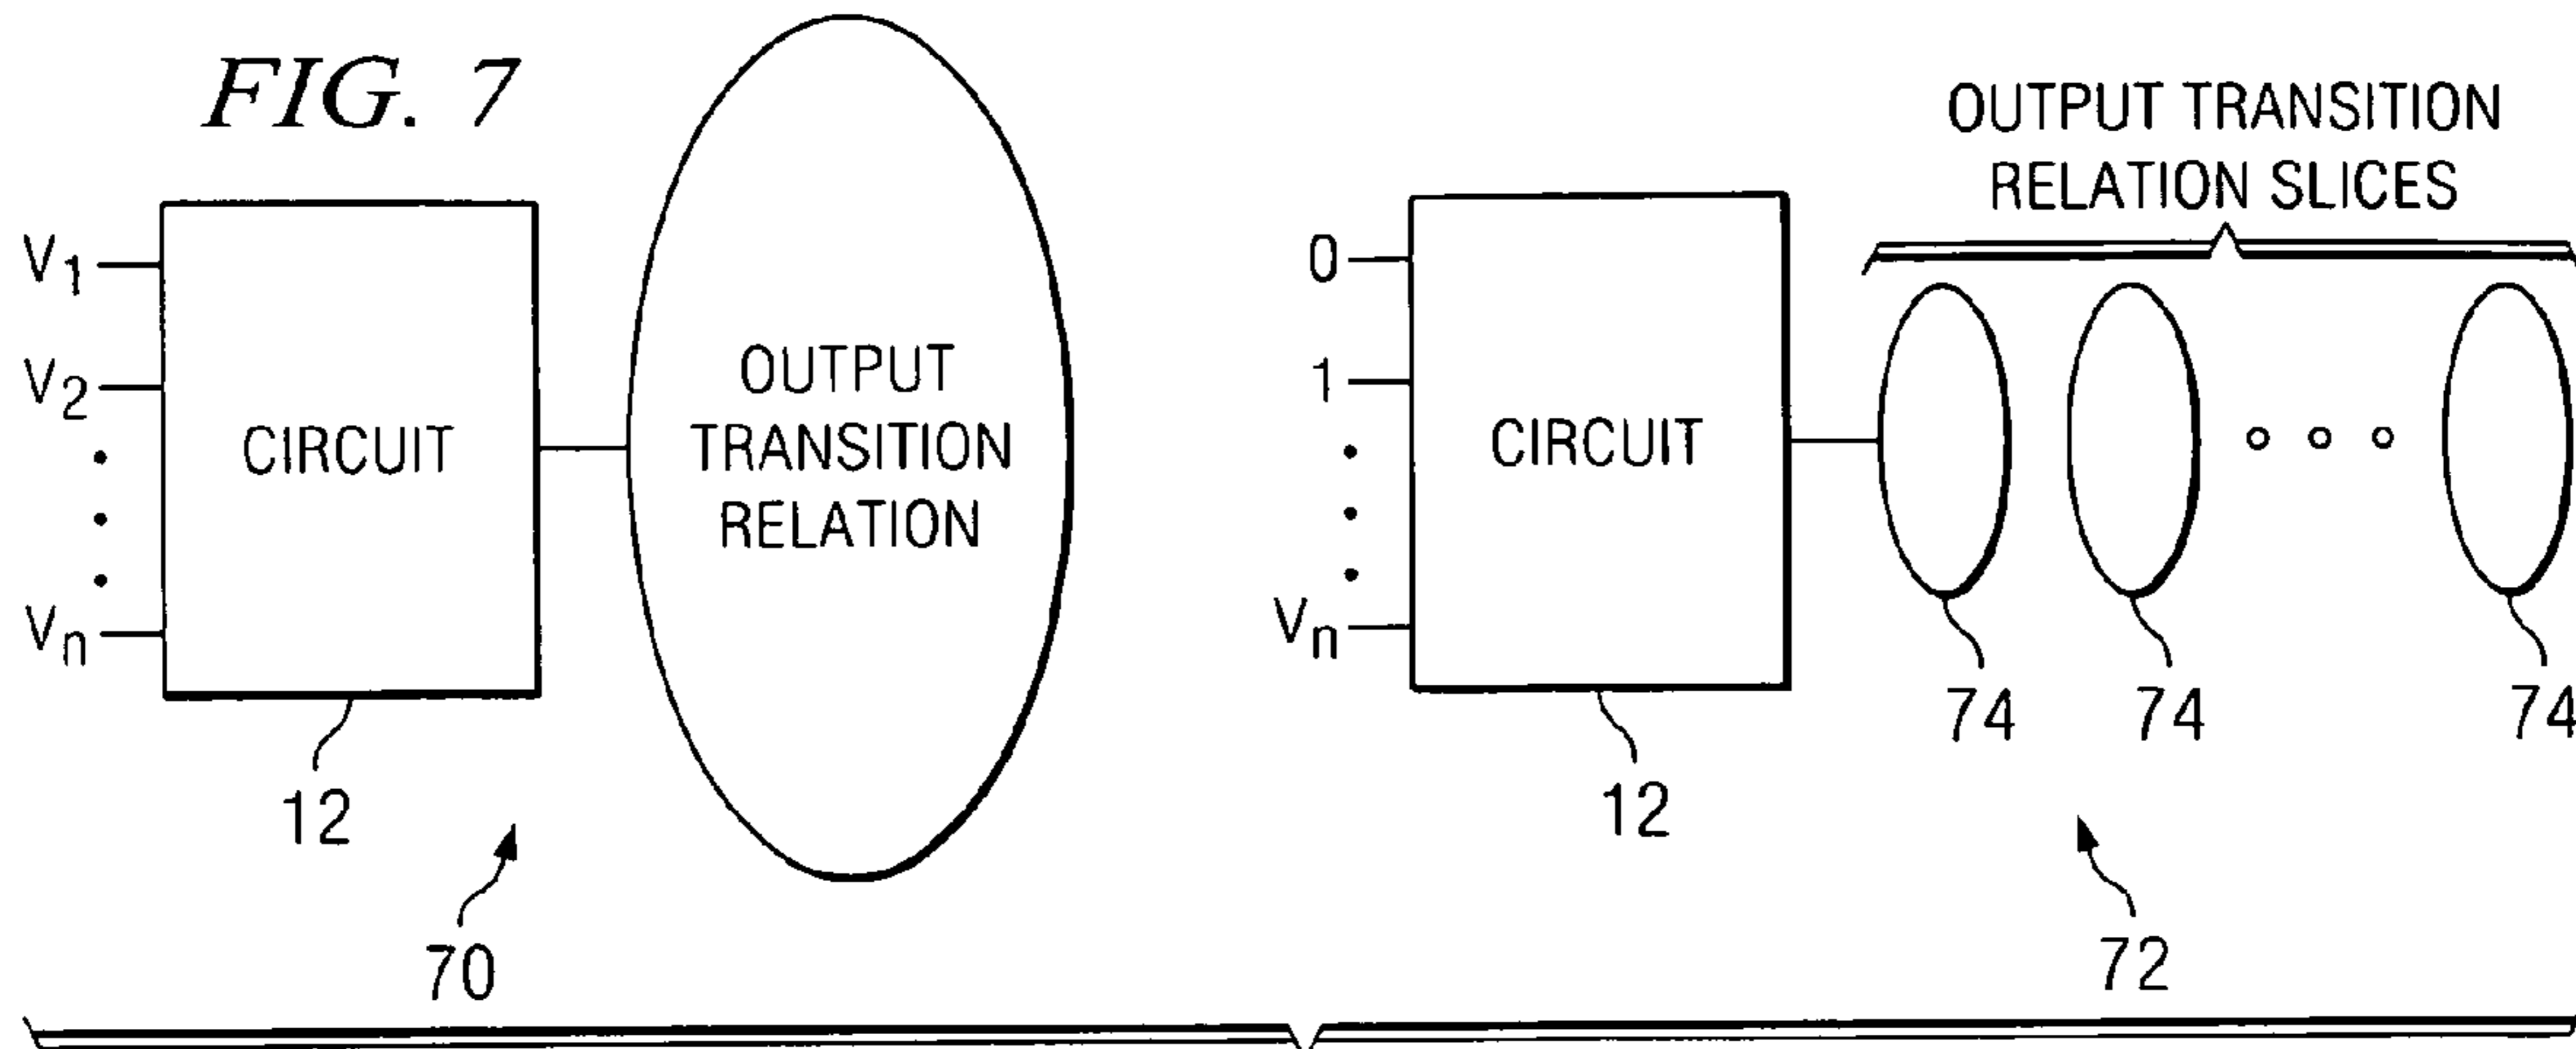 FIG. 7
V1
V2
Vn
CIRCUIT
12
OUTPUT
TRANSITION
RELATION
70
OUTPUT TRANSITION
RELATION SLICES
0
1
Vn
CIRCUIT
12
74
74
74
72